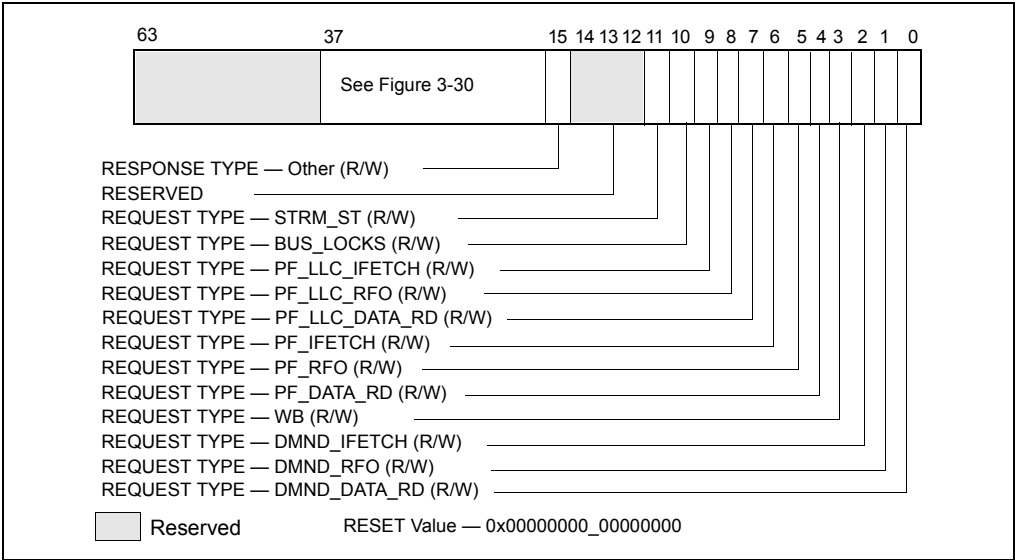 63 37 15 14 13 12 11 10 9 8 7 6 5 4 3 2 1 0
See Figure 3-30
RESPONSE TYPE — Other (R/W)
RESERVED
REQUEST TYPE — STRM_ST (R/W)
REQUEST TYPE — BUS_LOCKS (R/W)
REQUEST TYPE — PF_LLC_IFETCH (R/W)
REQUEST TYPE — PF_LLC_RFO (R/W)
REQUEST TYPE — PF_LLC_DATA_RD (R/W)
REQUEST TYPE — PF_IFETCH (R/W)
REQUEST TYPE — PF_RFO (R/W)
REQUEST TYPE — PF_DATA_RD (R/W)
REQUEST TYPE — WB (R/W)
REQUEST TYPE — DMND_IFETCH (R/W)
REQUEST TYPE — DMND_RFO (R/W)
REQUEST TYPE — DMND_DATA_RD (R/W)
Reserved RESET Value — 0x00000000_00000000